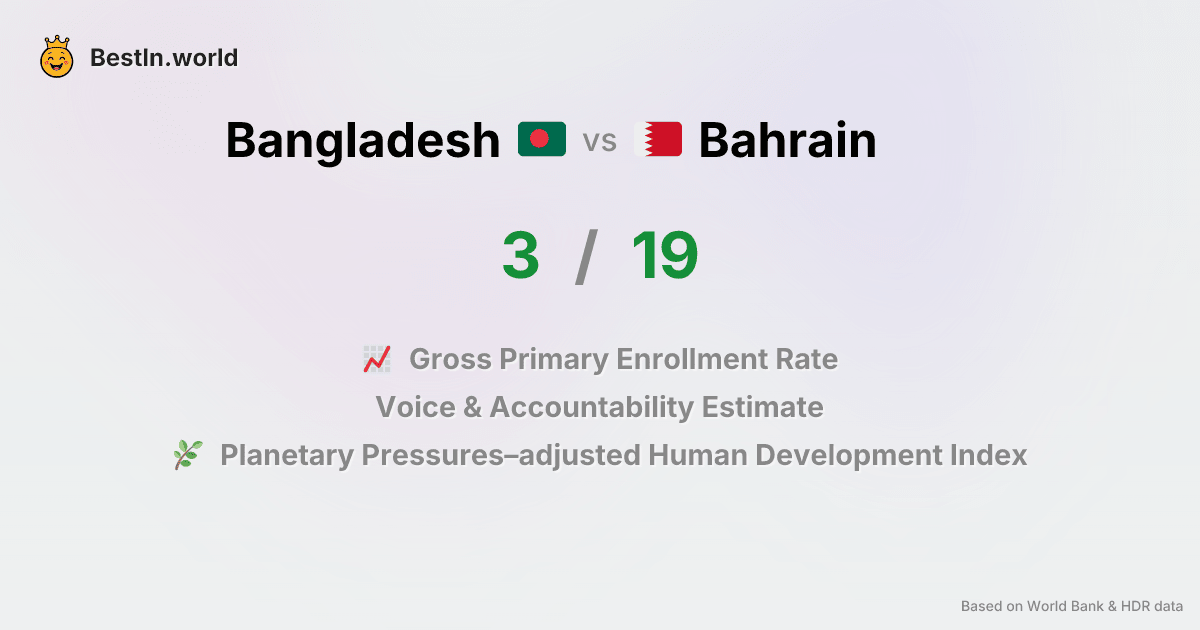 BestIn.world
Bangladesh vs Bahrain
3 / 19
Gross Primary Enrollment Rate
Voice & Accountability Estimate
Planetary Pressures–adjusted Human Development Index
Based on World Bank & HDR data